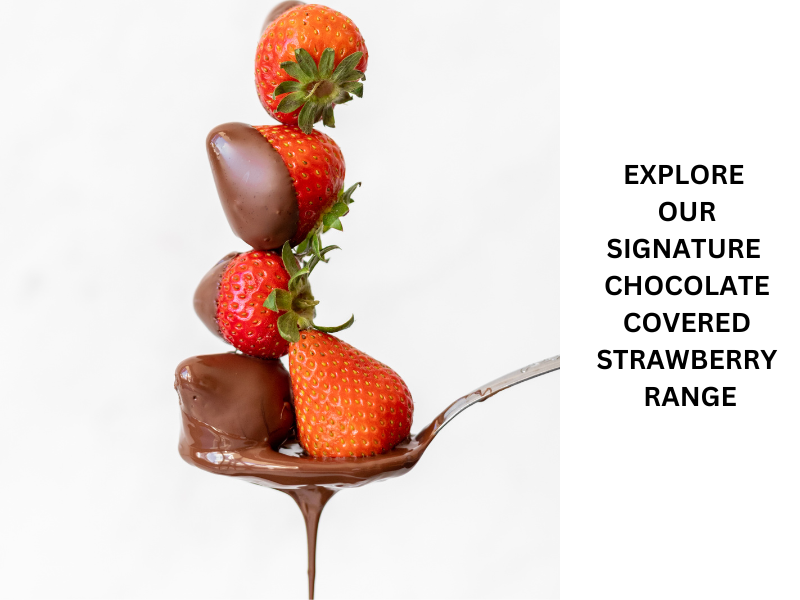 EXPLORE
OUR
SIGNATURE
CHOCOLATE
COVERED
STRAWBERRY
RANGE